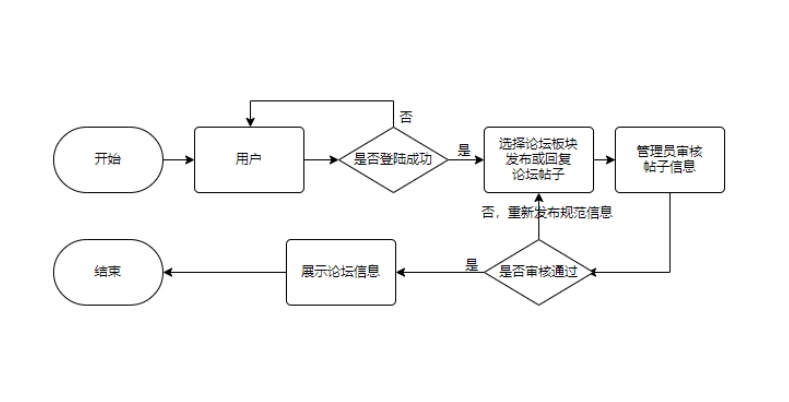 否
开始
用户
是否登陆成功
是
选择论坛板块
发布或回复
论坛帖子
管理员审核
帖子信息
否，重新发布规范信息
结束
展示论坛信息
是
是否审核通过